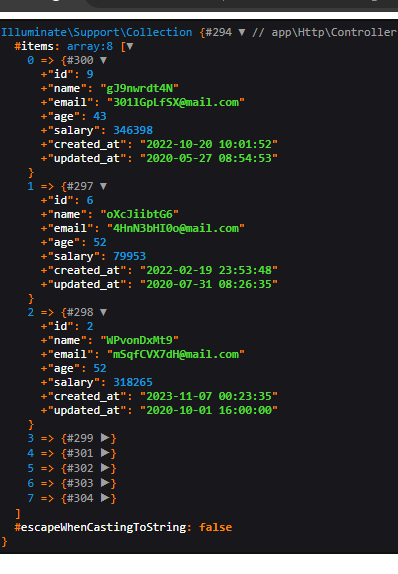 Illuminate\Support\Collection {#294 ▼ // app\Http\Controller
#items: array:8 [▼
0 => {#300 ▼
+"id": 9
+"name": "gJ9nwrdt4N"
+"email": "301lGpLfSX@mail.com"
+"age": 43
+"salary": 346398
+"created_at": "2022-10-20 10:01:52"
+"updated_at": "2020-05-27 08:54:53"
}
1 => {#297 ▼
+"id": 6
+"name": "oXcJiibtG6"
+"email": "4HnN3bHI0o@mail.com"
+"age": 52
+"salary": 79953
+"created_at": "2022-02-19 23:53:48"
+"updated_at": "2020-07-31 08:26:35"
}
2 => {#298 ▼
+"id": 2
+"name": "WPvonDxMt9"
+"email": "mSqfCVX7dH@mail.com"
+"age": 52
+"salary": 318265
+"created_at": "2023-11-07 00:23:35"
+"updated_at": "2020-10-01 16:00:00"
}
3 => {#299 ▶}
4 => {#301 ▶}
5 => {#302 ▶}
6 => {#303 ▶}
7 => {#304 ▶}
]
#escapeWhenCastingToString: false
}